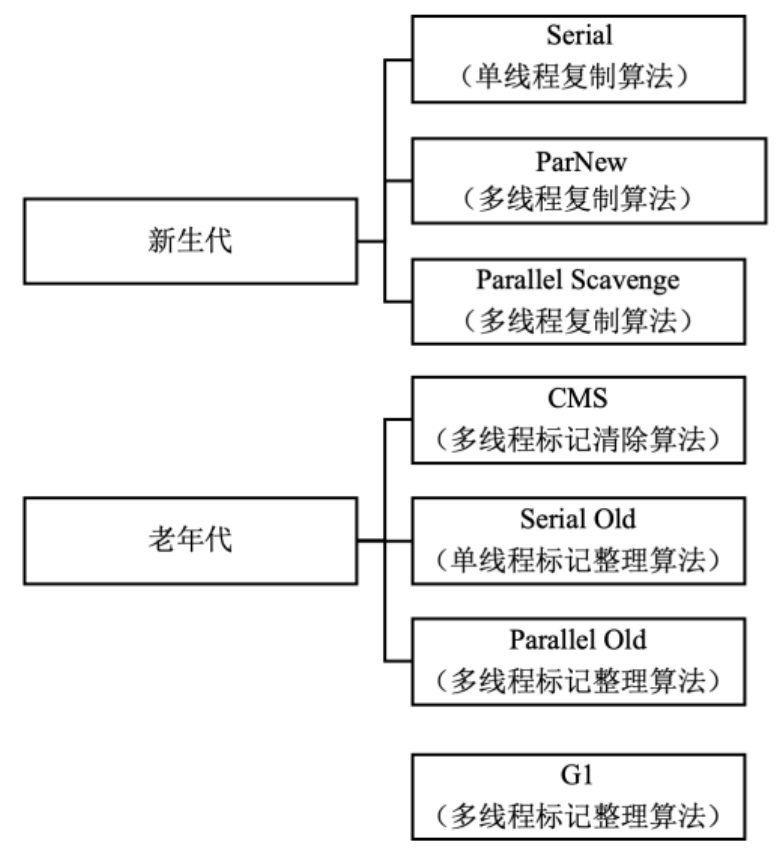 新生代
Serial
（单线程复制算法）
ParNew
（多线程复制算法）
Parallel Scavenge
（多线程复制算法）
老年代
CMS
（多线程标记清除算法）
Serial Old
（单线程标记整理算法）
Parallel Old
（多线程标记整理算法）
G1
（多线程标记整理算法）